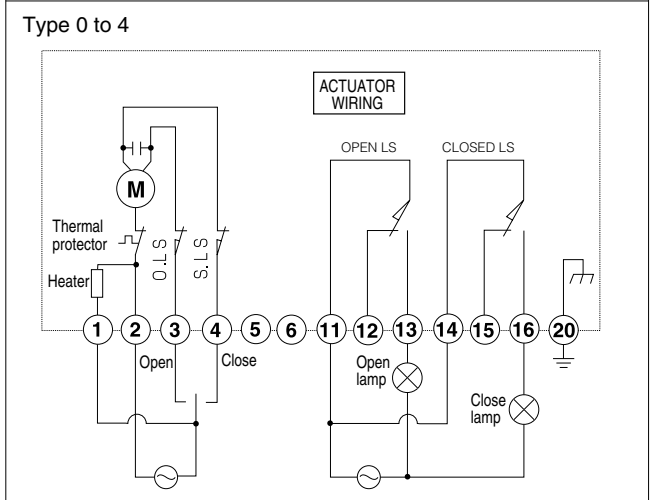 Type 0 to 4
ACTUATOR
WIRING
OPEN LS
CLOSED LS
M
Thermal
protector
O.L S
S.L S
Heater
1 2 3 4 5 6 11 12 13 14 15 16 20
Open
Close
Open
lamp
Close
lamp